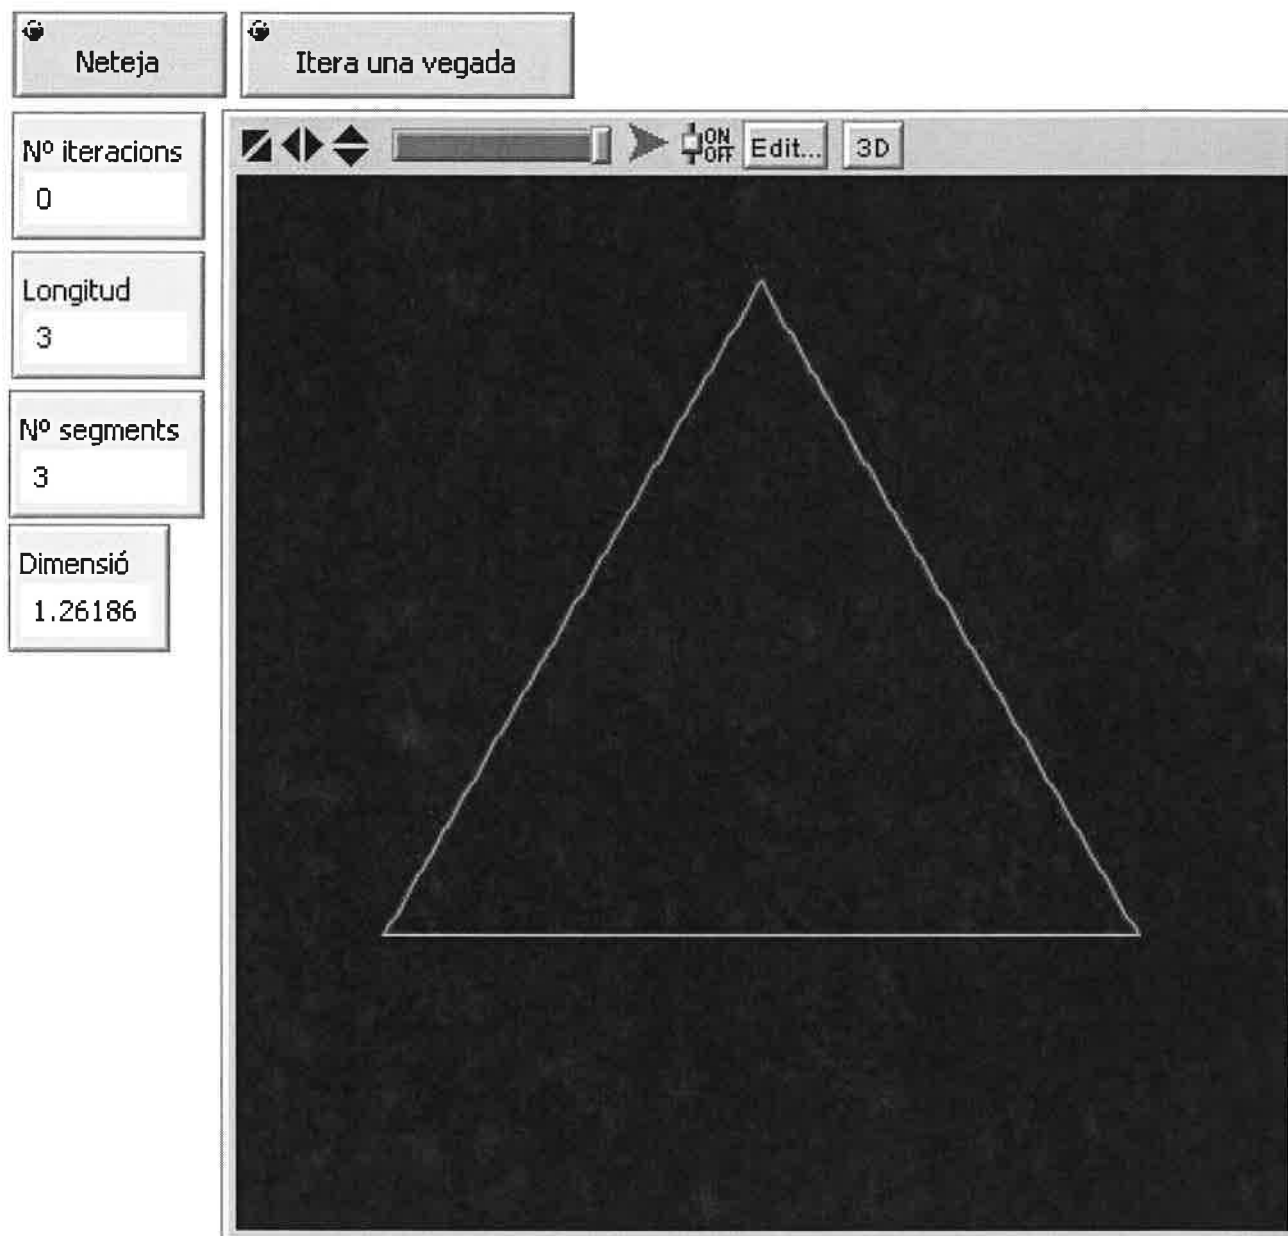 Neteja
Itera una vegada
Nº iteracions
0
ON
OFF
Edit...
3D
Longitud
3
Nº segments
3
Dimensió
1.26186